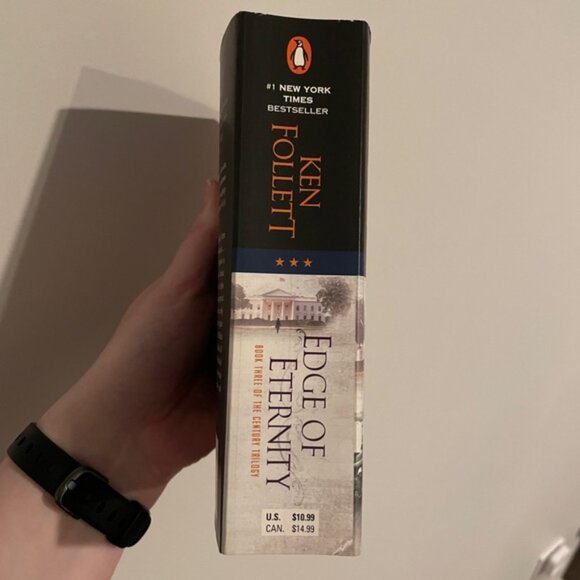 #1 NEW YORK
TIMES
BESTSELLER
KEN
FOLLETT
EDGE OF
ETERNITY
BOOK THREE OF THE CENTURY TRILOGY
U.S. $10.99
CAN. $14.99